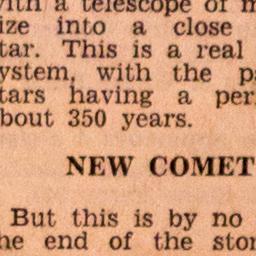 with a telescope of m
ize into a close
tar. This is a real
ystem, with the p
tars having a per
bout 350 years.
NEW COMET
But this is by no
he end of the stor